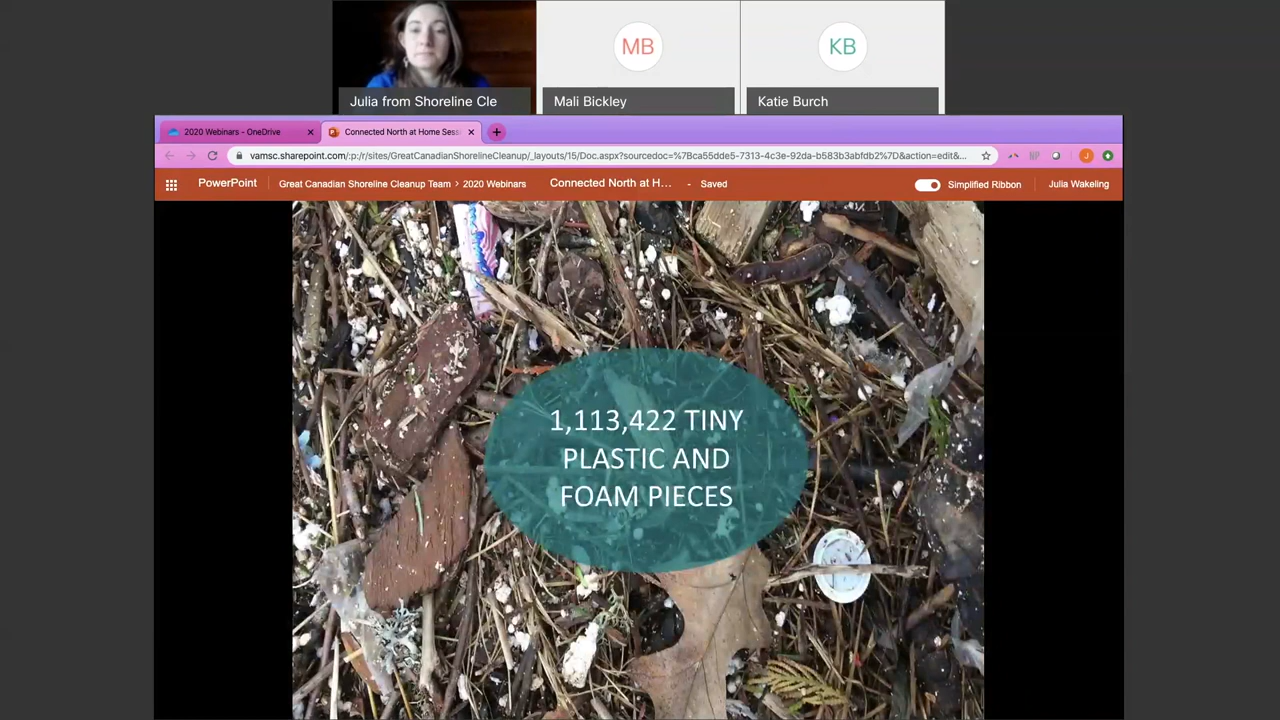 Julia from Shoreline Cle
MB
Mali Bickley
KB
Katie Burch
2020 Webinars - OneDrive
Connected North at Home Sess
vamsc.sharepoint.com/:p:/r/sites/GreatCanadianShorelineCleanup/_layouts/15/Doc.aspx?sourcedoc=%7Bca55dde5-7313-4c3e-92da-b583b3abfdb2%7D&action=edit&...
NP
J
PowerPoint
Great Canadian Shoreline Cleanup Team > 2020 Webinars
Connected North at H... - Saved
Simplified Ribbon
Julia Wakeling
1,113,422 TINY
PLASTIC AND
FOAM PIECES